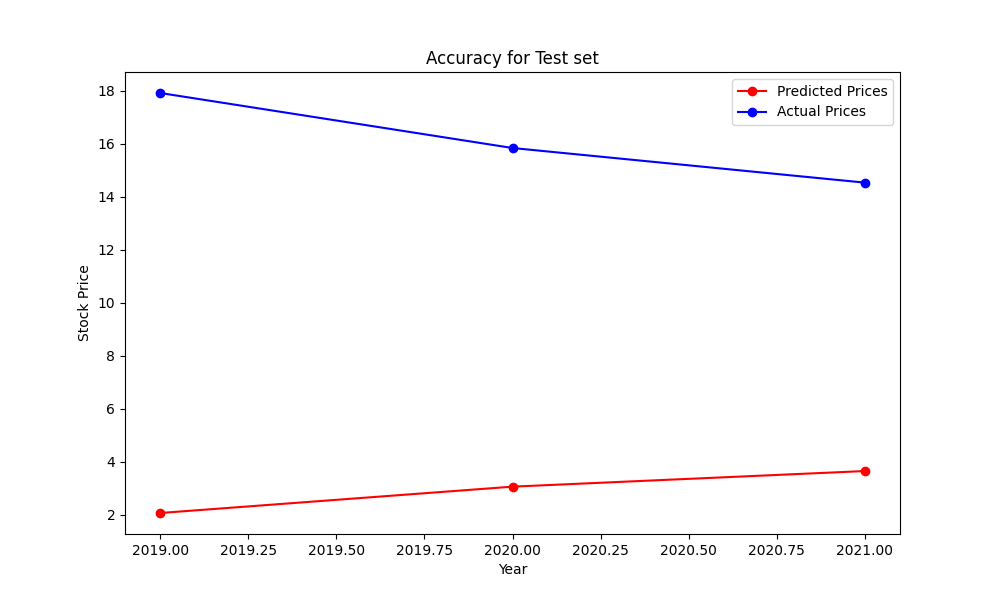 Accuracy for Test set
Predicted Prices
Actual Prices
18
16
14
12
10
8
6
4
2
Stock Price
2019.00 2019.25 2019.50 2019.75 2020.00 2020.25 2020.50 2020.75 2021.00
Year